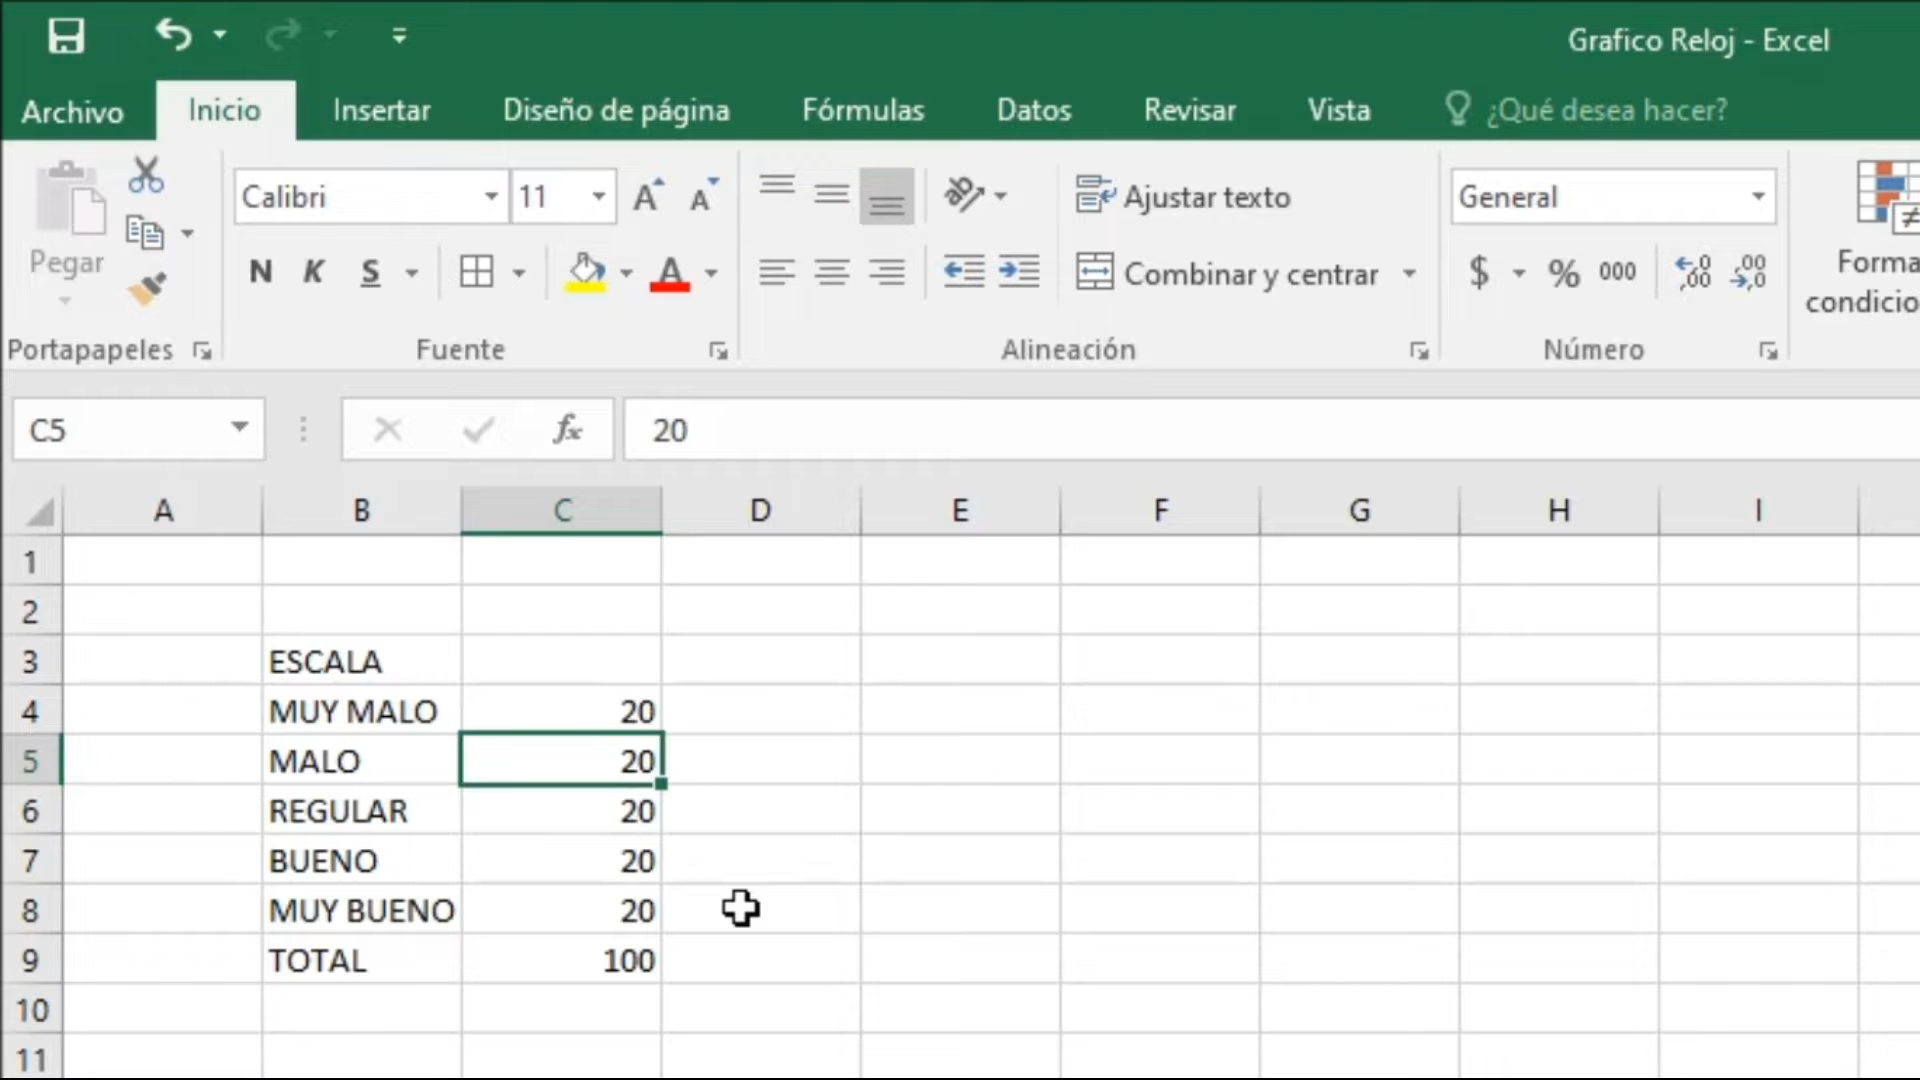 Grafico Reloj - Excel
Archivo Inicio Insertar Diseño de página Fórmulas Datos Revisar Vista ¿Qué desea hacer?
Calibri 11 Ajustar texto General
Pegar N K S Combinar y centrar $ % 000
Forma
condicio
Portapapeles Fuente Alineación Número
C5 fx 20
A B C D E F G H I
1
2
3 ESCALA
4 MUY MALO 20
5 MALO 20
6 REGULAR 20
7 BUENO 20
8 MUY BUENO 20
9 TOTAL 100
10
11